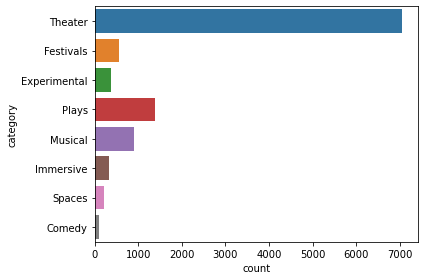 Theater
Festivals
Experimental
Plays
Musical
Immersive
Spaces
Comedy
category
0 1000 2000 3000 4000 5000 6000 7000
count